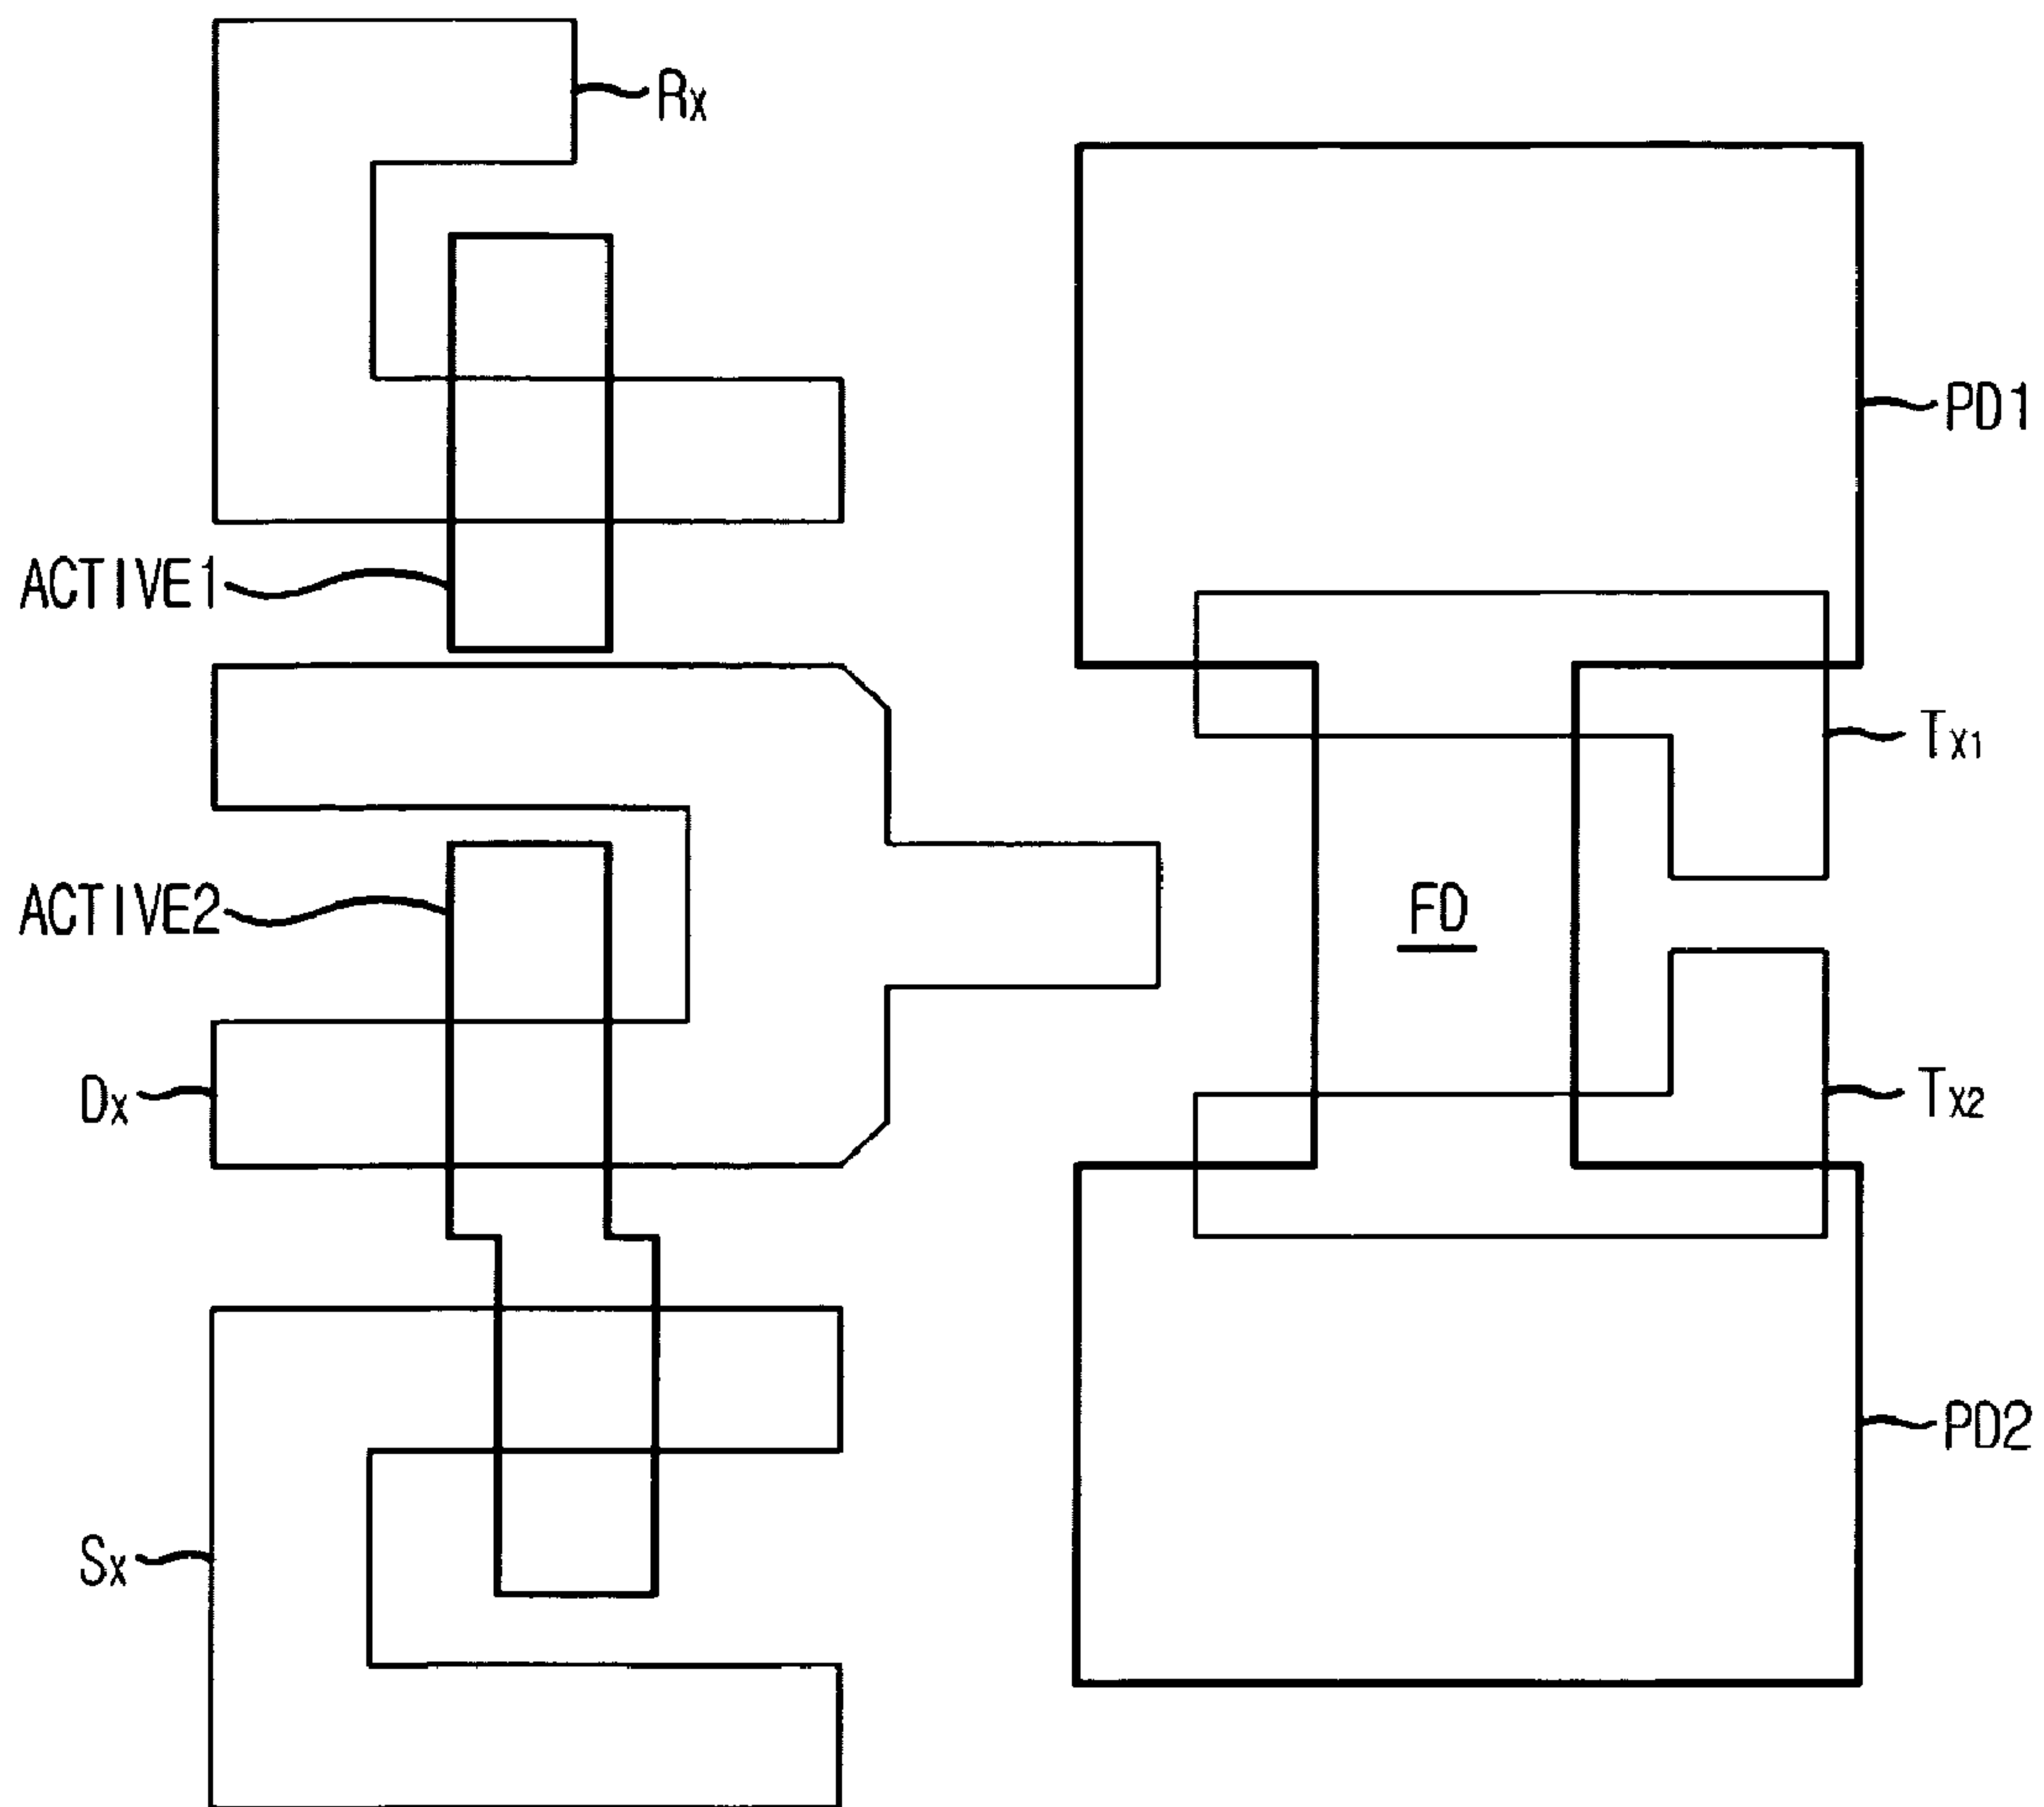 Rx
PD1
ACTIVE1
Tx1
ACTIVE2
FD
Dx
Tx2
PD2
Sx